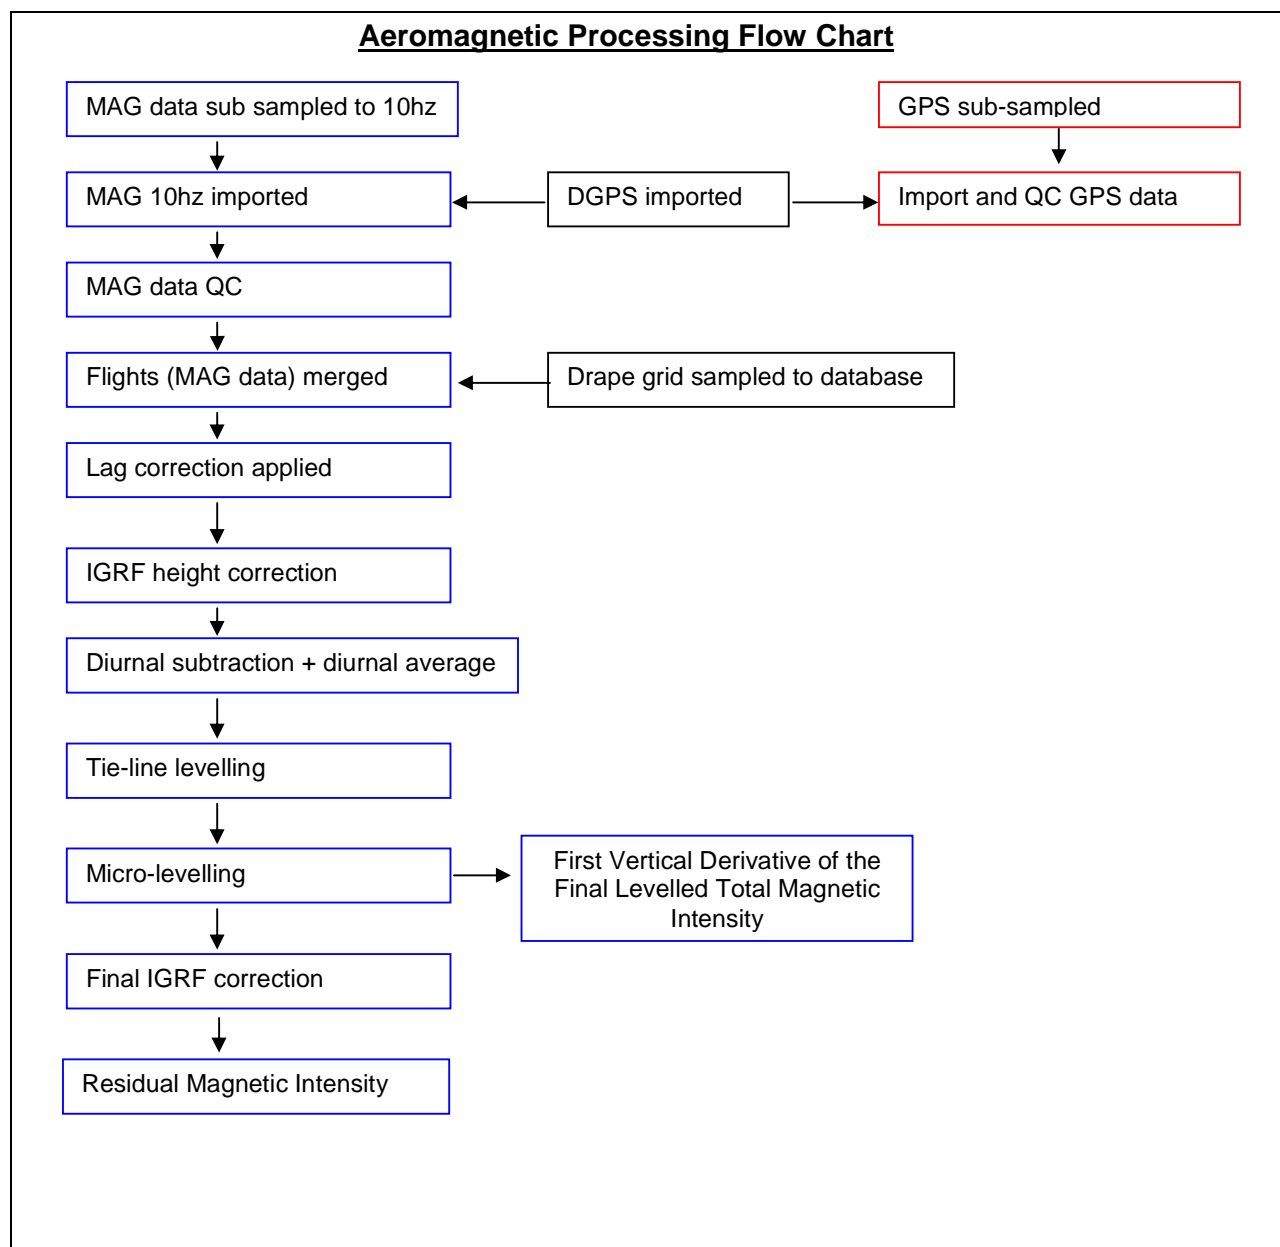 Aeromagnetic Processing Flow Chart
MAG data sub sampled to 10hz
GPS sub-sampled
MAG 10hz imported
DGPS imported
Import and QC GPS data
MAG data QC
Flights (MAG data) merged
Drape grid sampled to database
Lag correction applied
IGRF height correction
Diurnal subtraction + diurnal average
Tie-line levelling
Micro-levelling
First Vertical Derivative of the
Final Levelled Total Magnetic
Intensity
Final IGRF correction
Residual Magnetic Intensity